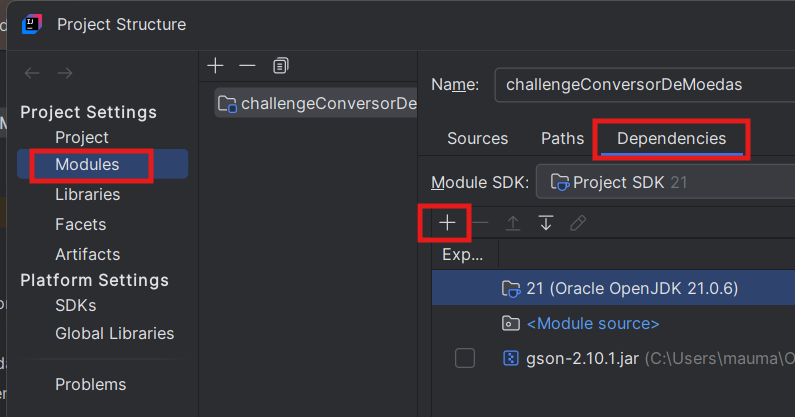 Project Structure
Project Settings
Project
Modules
Libraries
Facets
Artifacts
Platform Settings
SDKs
Global Libraries
Problems
challengeConversorDe
Name: challengeConversorDeMoedas
Sources Paths Dependencies
Module SDK: Project SDK 21
Exp...
21 (Oracle OpenJDK 21.0.6)
<Module source>
gson-2.10.1.jar (C:\Users\mauma\O